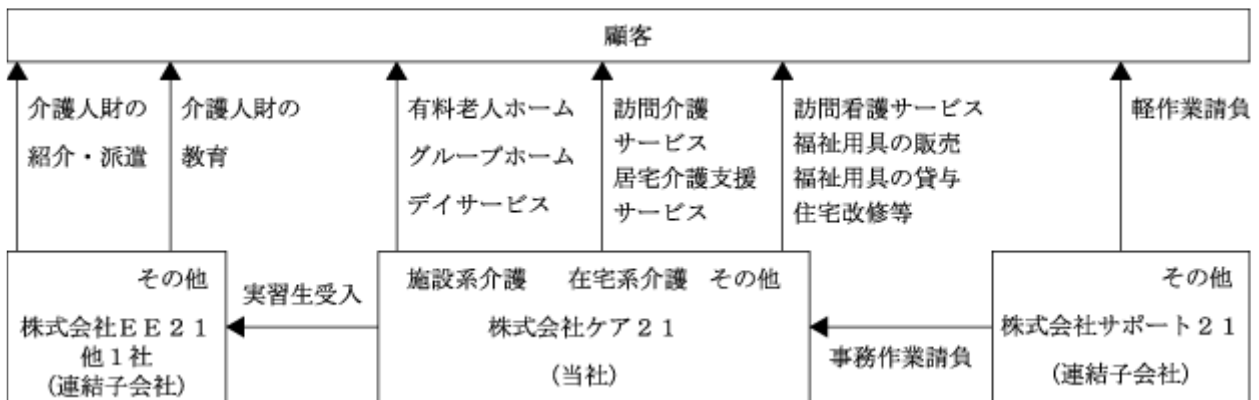 顧客
介護人財の
紹介・派遣
介護人財の
教育
有料老人ホーム
グループホーム
デイサービス
訪問介護
サービス
居宅介護支援
サービス
訪問看護サービス
福祉用具の販売
福祉用具の貸与
住宅改修等
軽作業請負
その他
株式会社EE21
他1社
(連結子会社)
実習生受入
施設系介護 在宅系介護 その他
株式会社ケア21
(当社)
事務作業請負
その他
株式会社サポート21
(連結子会社)